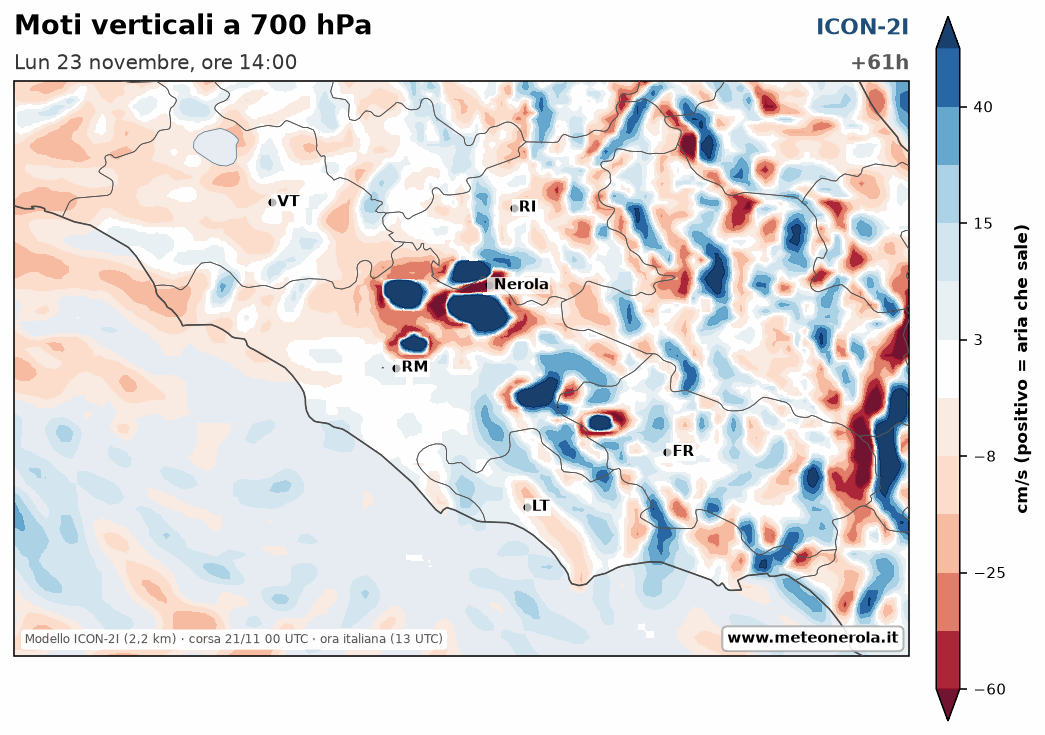 Moti verticali a 700 hPa
ICON-2I
Lun 23 novembre, ore 14:00
+61h
VT
RI
Nerola
RM
FR
LT
40
15
3
−8
−25
−60
cm/s (positivo = aria che sale)
Modello ICON-2I (2,2 km) · corsa 21/11 00 UTC · ora italiana (13 UTC)
www.meteonerola.it